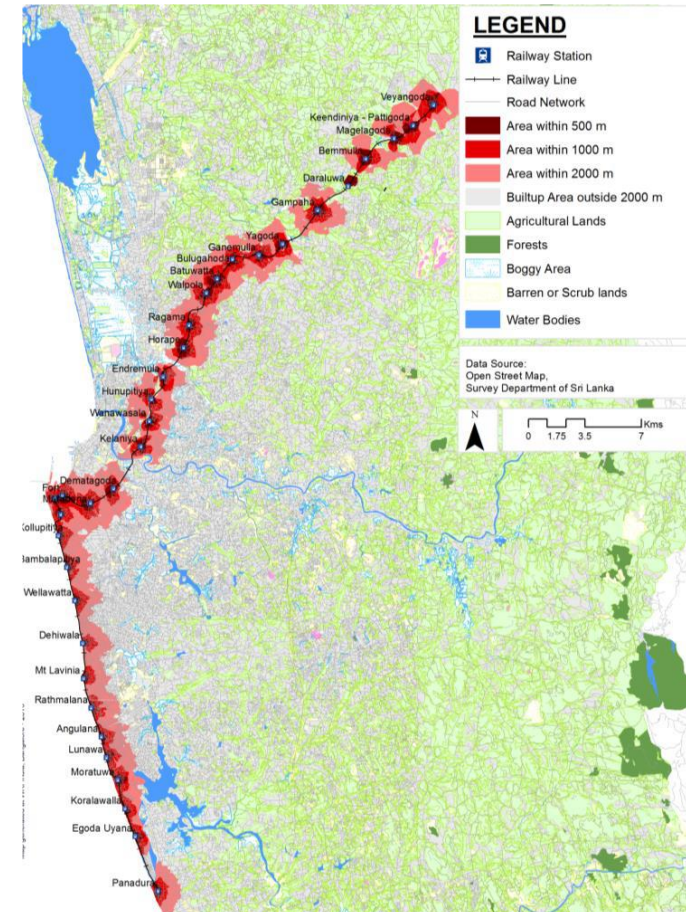 LEGEND
Railway Station
Railway Line
Road Network
Area within 500 m
Area within 1000 m
Area within 2000 m
Builtup Area outside 2000 m
Agricultural Lands
Forests
Boggy Area
Barren or Scrub lands
Water Bodies
Data Source:
Open Street Map,
Survey Department of Sri Lanka
N
Kms
0 1.75 3.5 7
Veyangoda
Keendiniya - Pattigoda
Magelagoda
Bemmulla
Daraluwa
Gampaha
Yagoda
Ganemulla
Bulugahoda
Batuwatta
Walpola
Ragama
Horape
Endremula
Hunupitiya
Wanawasala
Kelaniya
Dematagoda
Fort
Kollupitiya
Bambalapitiya
Wellawatta
Dehiwala
Mt Lavinia
Rathmalana
Angulana
Lunawa
Moratuwa
Koralawalla
Egoda Uyana
Panadura